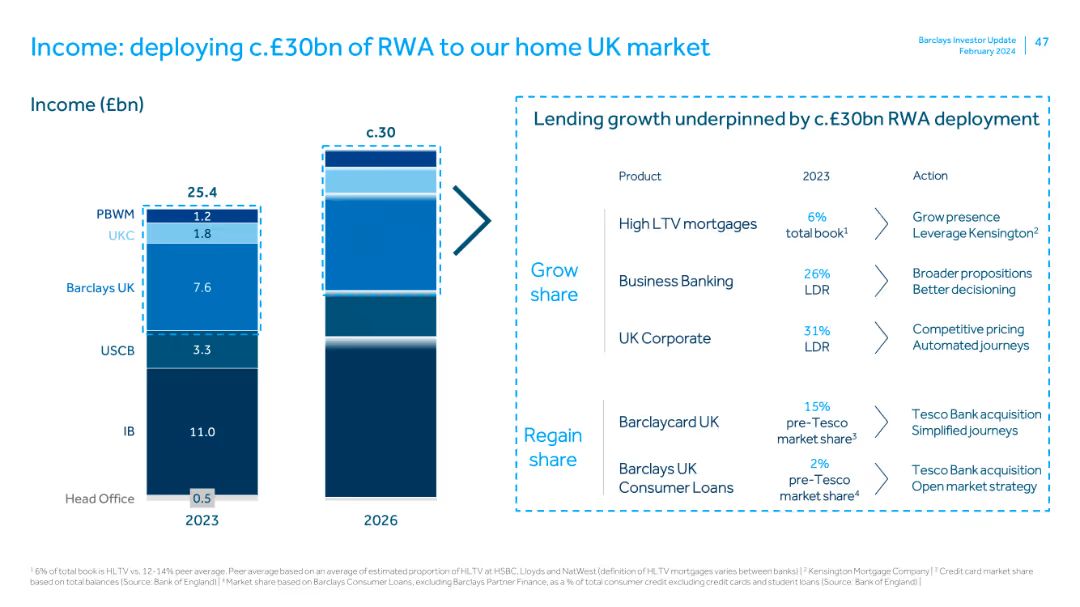 Income: deploying c.£30bn of RWA to our home UK market
Barclays Investor Update
February 2024
47
Income (£bn)
c.30
25.4
PBWM
1.2
UKC
1.8
Barclays UK
7.6
USCB
3.3
IB
11.0
Head Office
0.5
2023
2026
Lending growth underpinned by c.£30bn RWA deployment
Product
2023
Action
Grow
share
High LTV mortgages
6%
total book¹
Grow presence
Leverage Kensington²
Business Banking
26%
LDR
Broader propositions
Better decisioning
UK Corporate
31%
LDR
Competitive pricing
Automated journeys
Regain
share
Barclaycard UK
15%
pre-Tesco
market share³
Tesco Bank acquisition
Simplified journeys
Barclays UK
Consumer Loans
2%
pre-Tesco
market share⁴
Tesco Bank acquisition
Open market strategy
¹ 6% of total book is HLTV vs. 12-14% peer average. Peer average based on an average of estimated proportion of HLTV at HSBC, Lloyds and NatWest (definition of HLTV mortgages varies between banks) | ² Kensington Mortgage Company | ³ Credit card market share
based on total balances (Source: Bank of England) | ⁴ Market share based on Barclays Consumer Loans, excluding Barclays Partner Finance, as a % of total consumer credit excluding credit cards and student loans (Source: Bank of England) |